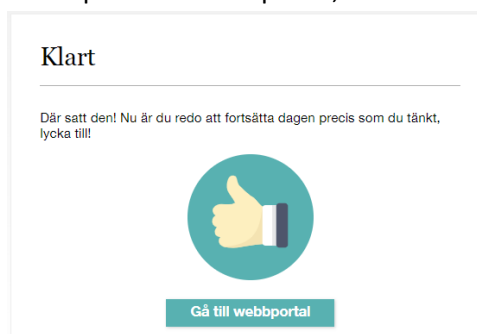 Klart
Där satt den! Nu är du redo att fortsätta dagen precis som du tänkt,
lycka till!
Gå till webbportal